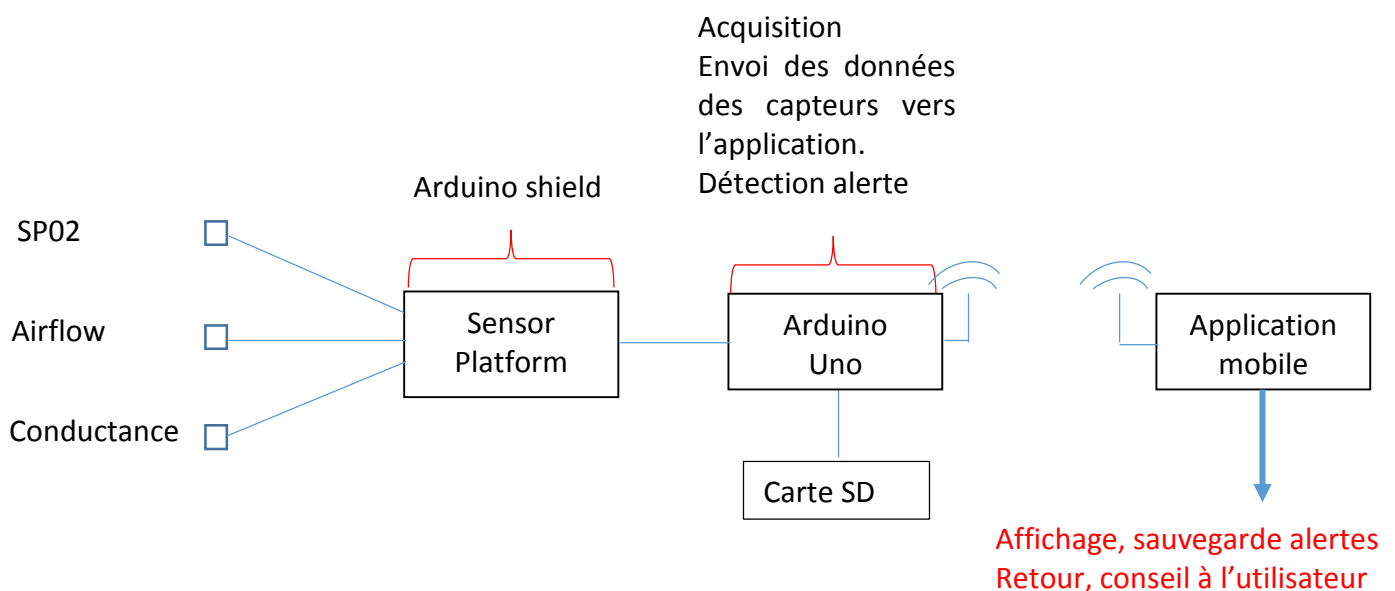 Acquisition
Envoi des données
des capteurs vers
l’application.
Détection alerte
Arduino shield
SP02
Airflow
Conductance
Sensor
Platform
Arduino
Uno
Application
mobile
Carte SD
Affichage, sauvegarde alertes
Retour, conseil à l’utilisateur